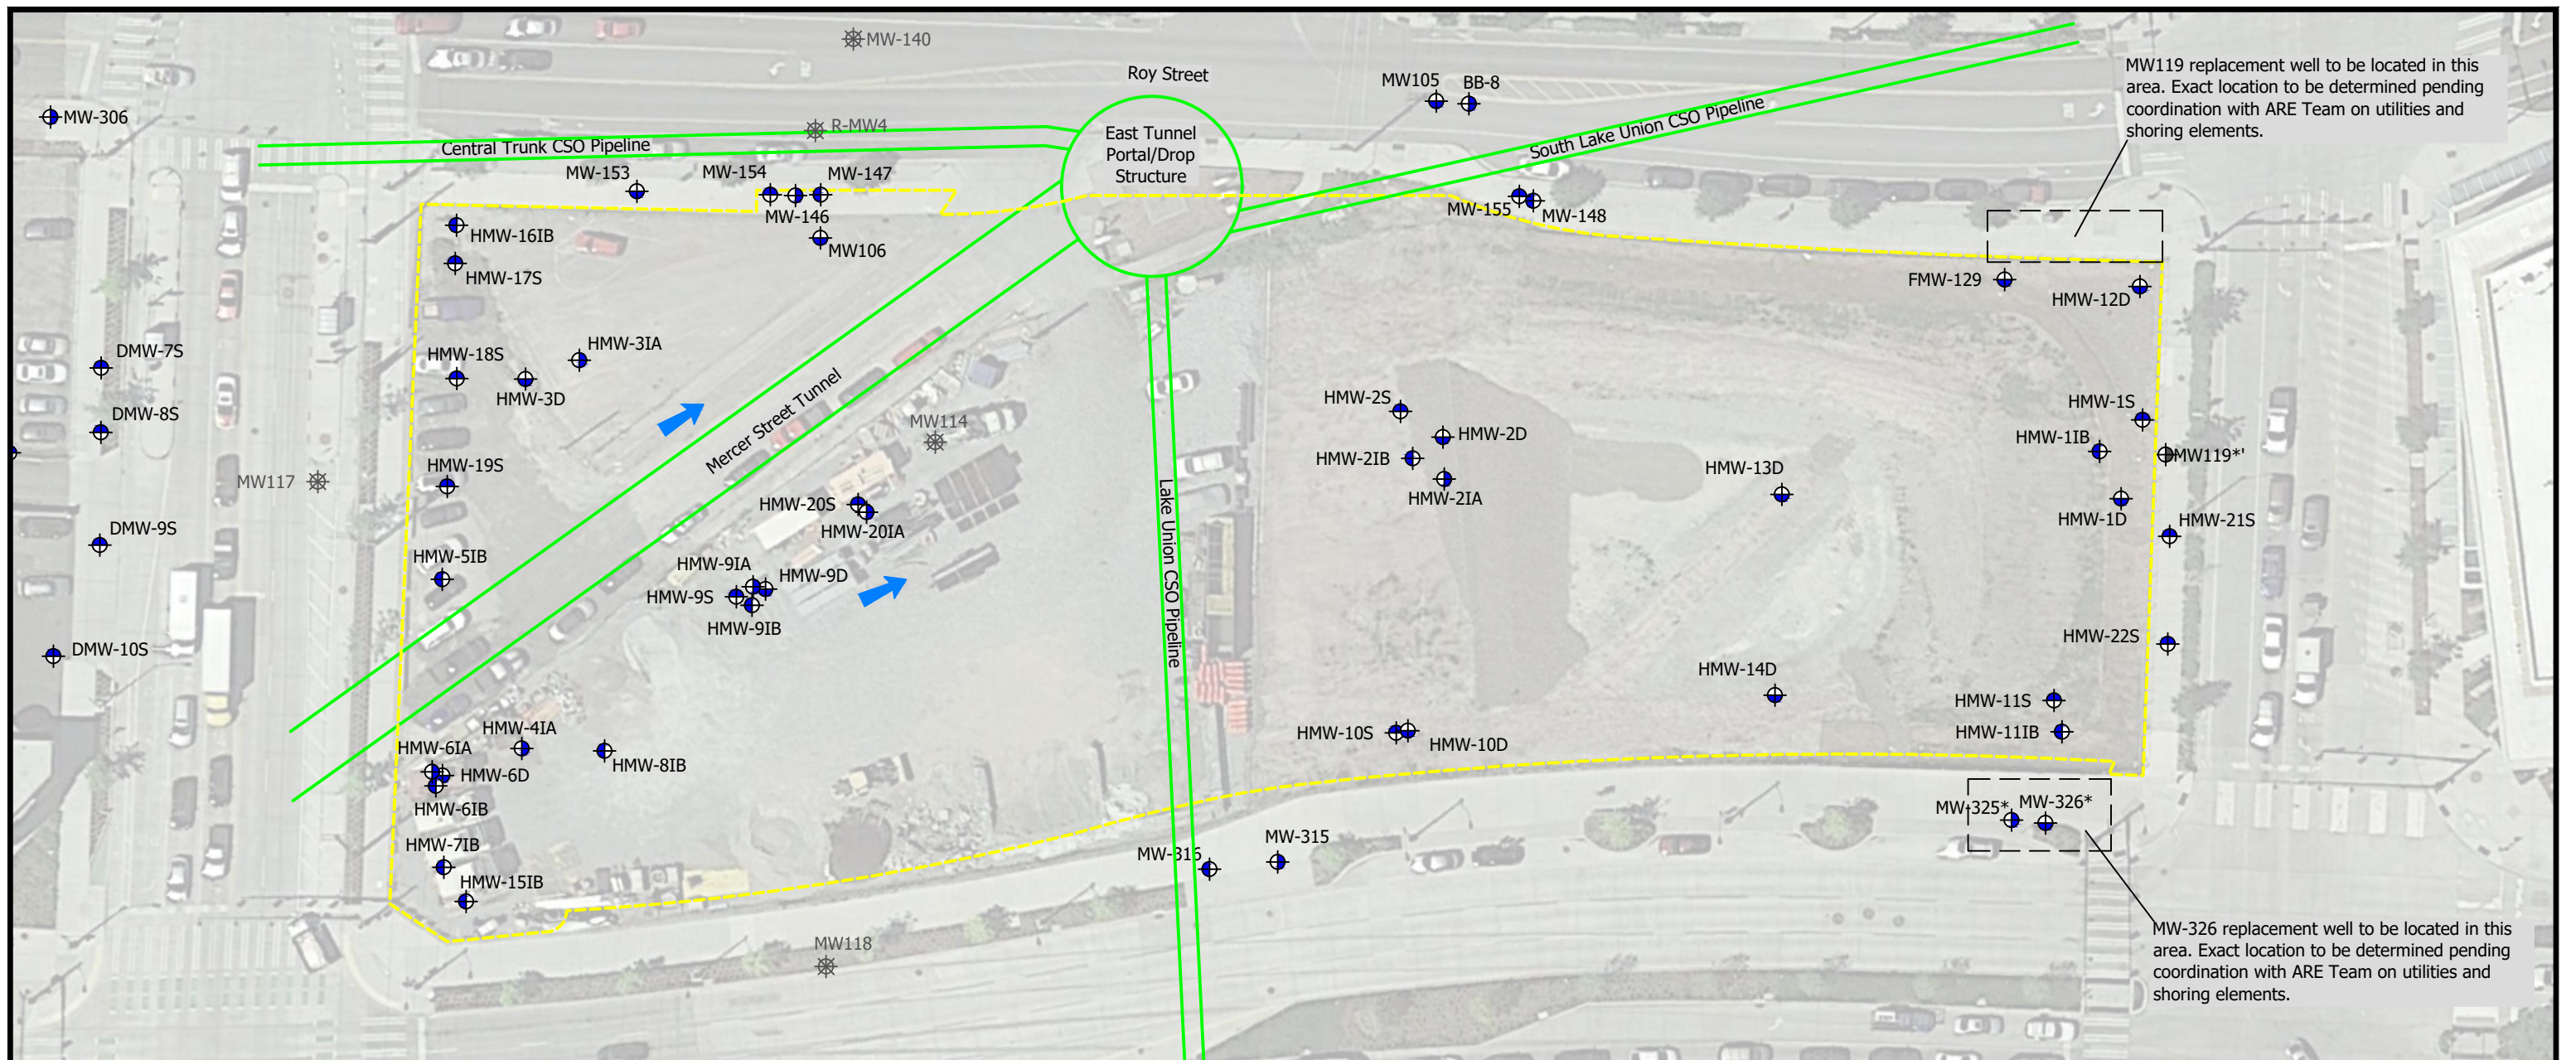 MW-140
Roy Street
MW105
BB-8
MW119 replacement well to be located in this
area. Exact location to be determined pending
coordination with ARE Team on utilities and
shoring elements.
MW-306
R-MW4
East Tunnel
Portal/Drop
Structure
Central Trunk CSO Pipeline
South Lake Union CSO Pipeline
MW-153
MW-154
MW-147
MW-146
MW106
MW-155
MW-148
HMW-16IB
HMW-17S
FMW-129
HMW-12D
DMW-7S
HMW-18S
HMW-3IA
HMW-3D
DMW-8S
Mercer Street Tunnel
MW114
HMW-2S
HMW-2D
HMW-2IB
HMW-2IA
HMW-1S
HMW-1IB
MW119*'
HMW-13D
HMW-1D
HMW-21S
MW117
HMW-19S
HMW-20S
HMW-20IA
DMW-9S
HMW-5IB
HMW-9IA
HMW-9D
HMW-9S
HMW-9IB
Lake Union CSO Pipeline
DMW-10S
HMW-22S
HMW-14D
HMW-11S
HMW-11IB
HMW-10S
HMW-10D
HMW-4IA
HMW-6IA
HMW-8IB
HMW-6D
HMW-6IB
MW-325*
MW-326*
HMW-7IB
HMW-15IB
MW-316
MW-315
MW118
MW-326 replacement well to be located in this
area. Exact location to be determined pending
coordination with ARE Team on utilities and
shoring elements.